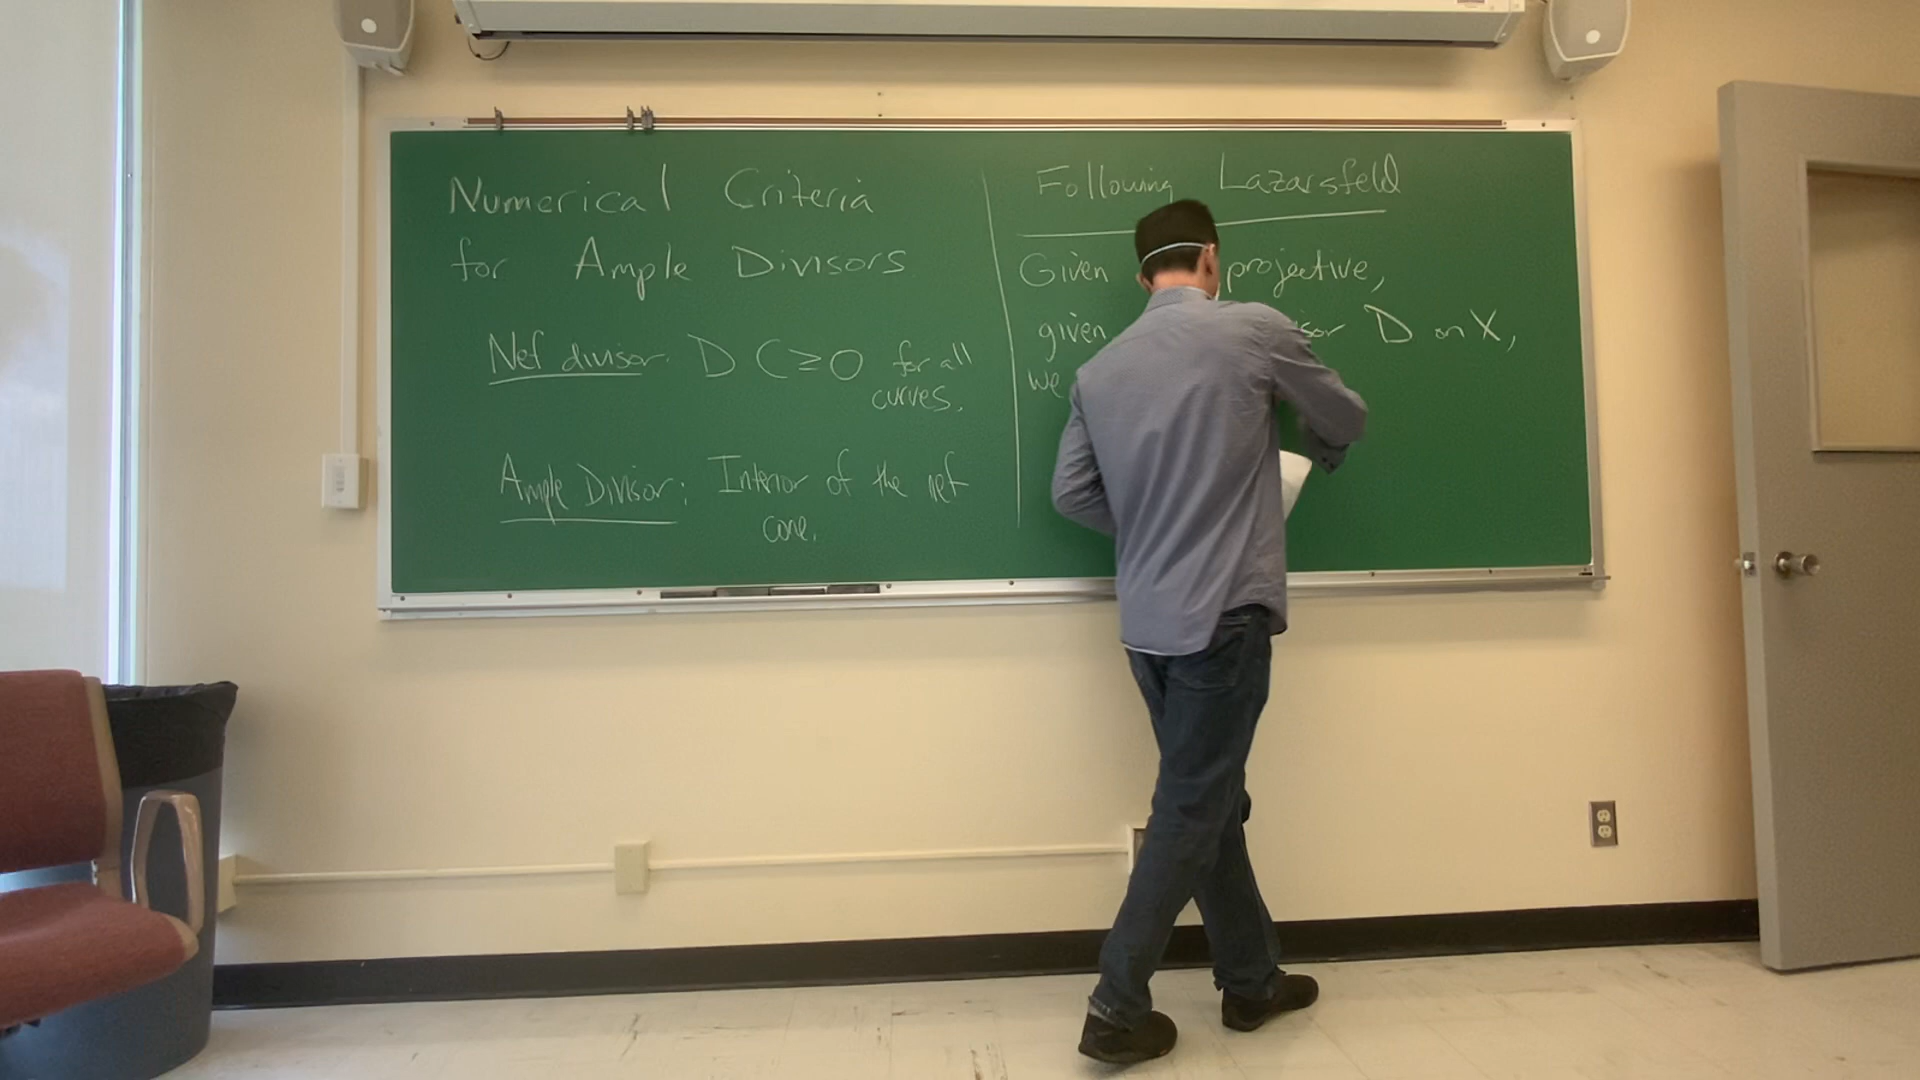 Numerical Criteria
for Ample Divisors
Nef divisor: D C ≥ 0 for all
curves.
Ample Divisor: Interior of the nef
cone.
Following Lazarsfeld
Given projective,
given D on X,
we